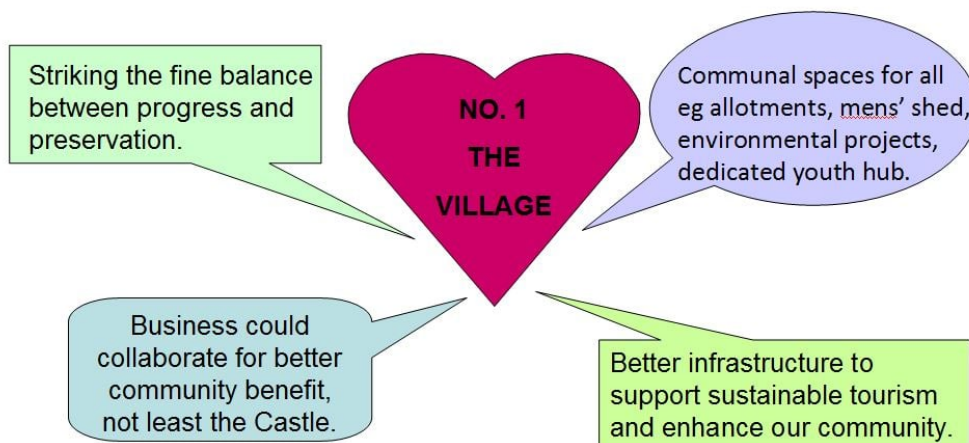 Striking the fine balance
between progress and
preservation.
NO. 1
THE
VILLAGE
Communal spaces for all
eg allotments, mens’ shed,
environmental projects,
dedicated youth hub.
Business could
collaborate for better
community benefit,
not least the Castle.
Better infrastructure to
support sustainable tourism
and enhance our community.